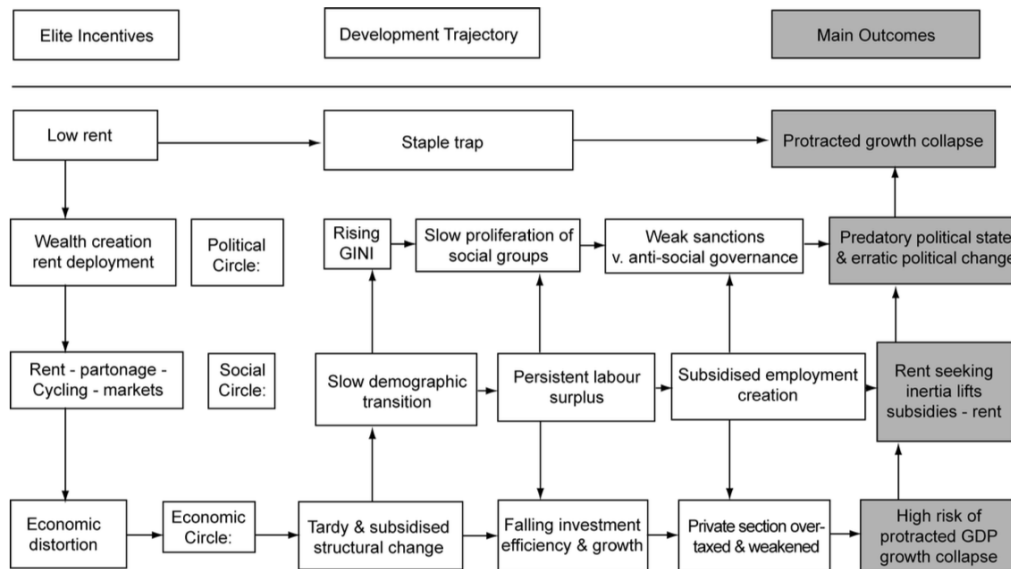 Elite Incentives
Development Trajectory
Main Outcomes
Low rent
Staple trap
Protracted growth collapse
Wealth creation
rent deployment
Political
Circle:
Rising
GINI
Slow proliferation of
social groups
Weak sanctions
v. anti-social governance
Predatory political state
& erratic political change
Rent - partonage -
Cycling - markets
Social
Circle:
Slow demographic
transition
Persistent labour
surplus
Subsidised employment
creation
Rent seeking
inertia lifts
subsidies - rent
Economic
distortion
Economic
Circle:
Tardy & subsidised
structural change
Falling investment
efficiency & growth
Private section over-
taxed & weakened
High risk of
protracted GDP
growth collapse